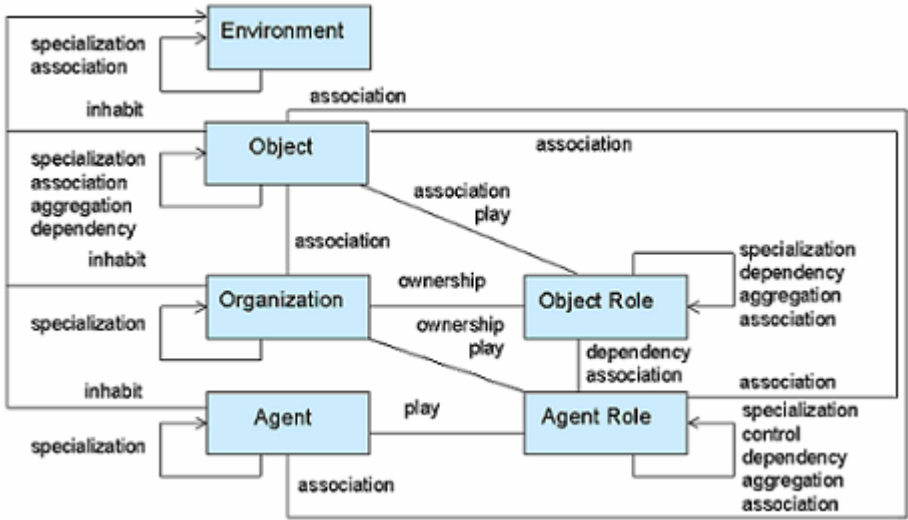 Environment
specialization
association
inhabit
association
Object
association
specialization
association
aggregation
dependency
association
play
association
inhabit
Organization
ownership
Object Role
specialization
dependency
aggregation
association
specialization
ownership
play
dependency
association
inhabit
association
Agent
play
Agent Role
specialization
control
dependency
aggregation
association
specialization
association